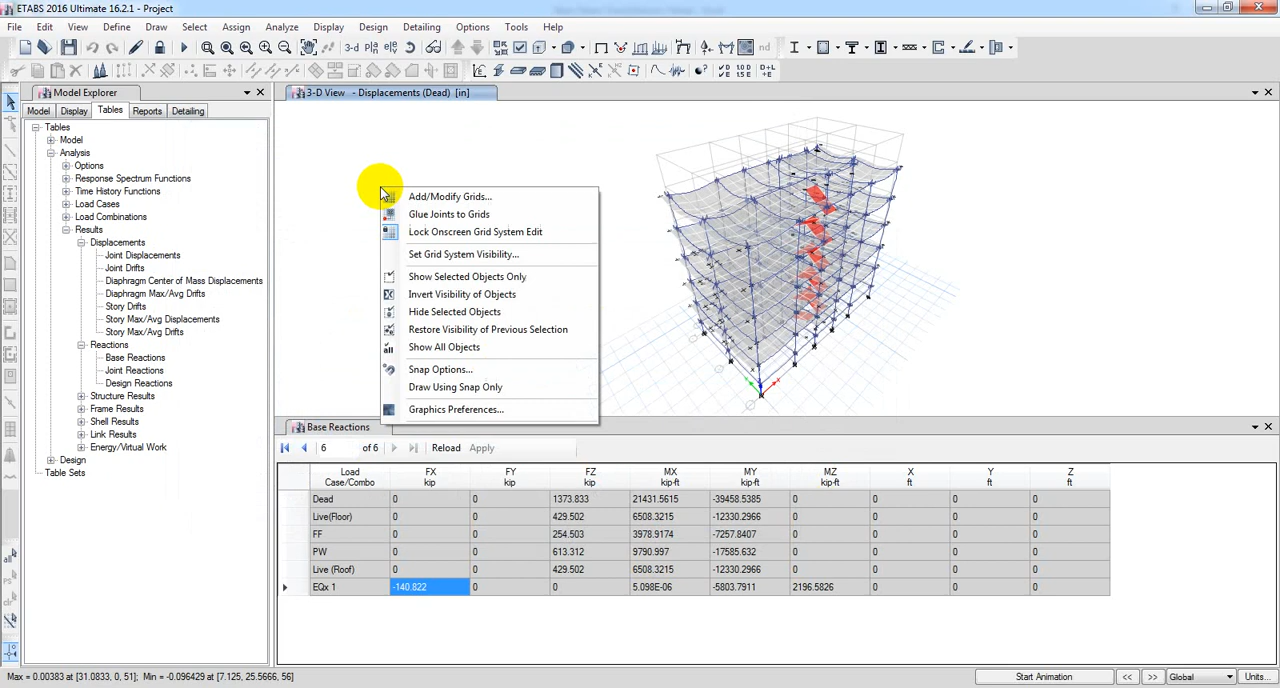 ETABS 2016 Ultimate 16.2.1 - Project
File Edit View Define Draw Select Assign Analyze Display Design Detailing Options Tools Help
3-d
nd
Model Explorer
3-D View - Displacements (Dead) [in]
Model Display Tables Reports Detailing
Tables
Model
Analysis
Options
Response Spectrum Functions
Time History Functions
Load Cases
Load Combinations
Results
Displacements
Joint Displacements
Joint Drifts
Diaphragm Center of Mass Displacements
Diaphragm Max/Avg Drifts
Story Drifts
Story Max/Avg Displacements
Story Max/Avg Drifts
Reactions
Base Reactions
Joint Reactions
Design Reactions
Structure Results
Frame Results
Shell Results
Link Results
Energy/Virtual Work
Design
Table Sets
Add/Modify Grids...
Glue Joints to Grids
Lock Onscreen Grid System Edit
Set Grid System Visibility...
Show Selected Objects Only
Invert Visibility of Objects
Hide Selected Objects
Restore Visibility of Previous Selection
all Show All Objects
Snap Options...
Draw Using Snap Only
Graphics Preferences...
Base Reactions
6 of 6 Reload Apply
Load Case/Combo FX kip FY kip FZ kip MX kip-ft MY kip-ft MZ kip-ft X ft Y ft Z ft
Dead 0 0 1373.833 21431.5615 -39458.5385 0 0 0 0
Live(Floor) 0 0 429.502 6508.3215 -12330.2966 0 0 0 0
FF 0 0 254.503 3978.9174 -7257.8407 0 0 0 0
PW 0 0 613.312 9790.997 -17585.632 0 0 0 0
Live (Roof) 0 0 429.502 6508.3215 -12330.2966 0 0 0 0
EQx 1 -140.822 0 0 5.098E-06 -5803.7911 2196.5826 0 0 0
Max = 0.00383 at [31.0833, 0, 51]; Min = -0.096429 at [7.125, 25.5666, 56]
Start Animation << >> Global Units...